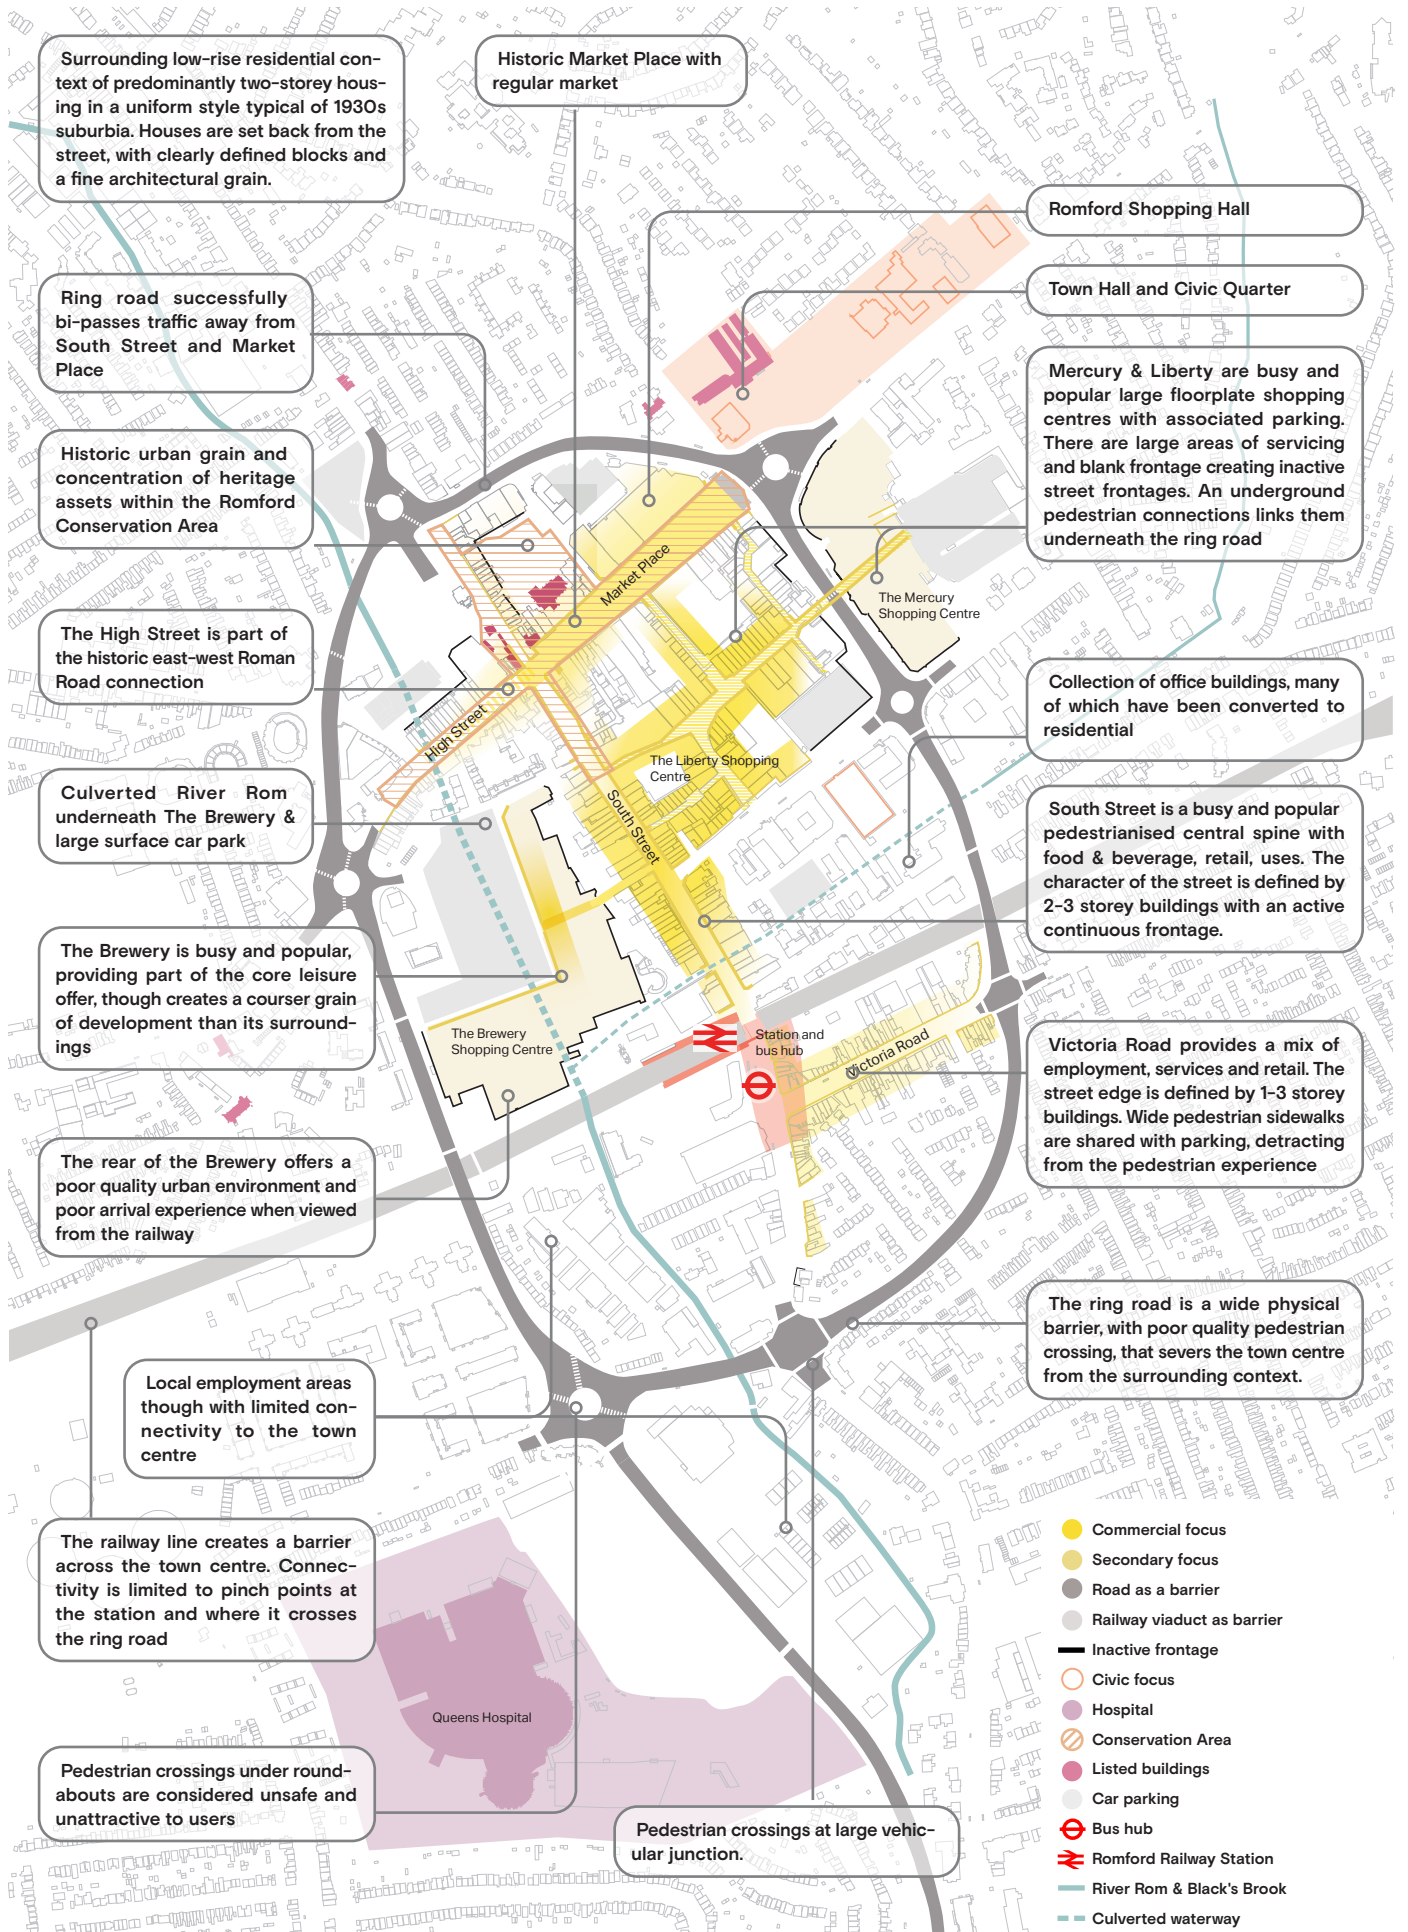 Surrounding low-rise residential con-
text of predominantly two-storey hous-
ing in a uniform style typical of 1930s
suburbia. Houses are set back from the
street, with clearly defined blocks and
a fine architectural grain.
Historic Market Place with
regular market
Romford Shopping Hall
Town Hall and Civic Quarter
Ring road successfully
bi-passes traffic away from
South Street and Market
Place
Mercury & Liberty are busy and
popular large floorplate shopping
centres with associated parking.
There are large areas of servicing
and blank frontage creating inactive
street frontages. An underground
pedestrian connections links them
underneath the ring road
Historic urban grain and
concentration of heritage
assets within the Romford
Conservation Area
Market Place
The Mercury
Shopping Centre
The High Street is part of
the historic east-west Roman
Road connection
Collection of office buildings, many
of which have been converted to
residential
High Street
The Liberty Shopping
Centre
Culverted River Rom
underneath The Brewery &
large surface car park
South Street
South Street is a busy and popular
pedestrianised central spine with
food & beverage, retail, uses. The
character of the street is defined by
2-3 storey buildings with an active
continuous frontage.
The Brewery is busy and popular,
providing part of the core leisure
offer, though creates a courser grain
of development than its surround-
ings
The Brewery
Shopping Centre
Station and
bus hub
Victoria Road
Victoria Road provides a mix of
employment, services and retail. The
street edge is defined by 1-3 storey
buildings. Wide pedestrian sidewalks
are shared with parking, detracting
from the pedestrian experience
The rear of the Brewery offers a
poor quality urban environment and
poor arrival experience when viewed
from the railway
The ring road is a wide physical
barrier, with poor quality pedestrian
crossing, that severs the town centre
from the surrounding context.
Local employment areas
though with limited con-
nectivity to the town
centre
The railway line creates a barrier
across the town centre. Connec-
tivity is limited to pinch points at
the station and where it crosses
the ring road
Queens Hospital
Pedestrian crossings under round-
abouts are considered unsafe and
unattractive to users
Pedestrian crossings at large vehic-
ular junction.
Commercial focus
Secondary focus
Road as a barrier
Railway viaduct as barrier
Inactive frontage
Civic focus
Hospital
Conservation Area
Listed buildings
Car parking
Bus hub
Romford Railway Station
River Rom & Black's Brook
Culverted waterway